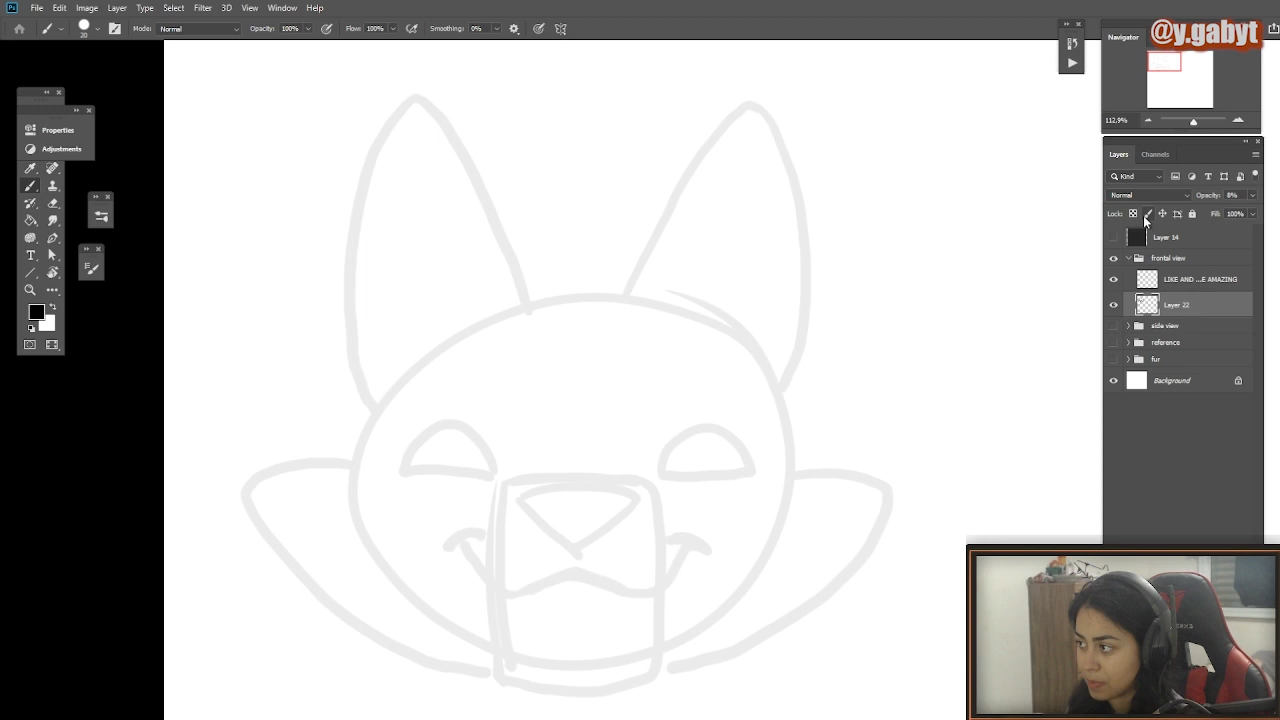 Ps File Edit Image Layer Type Select Filter 3D View Window Help
20 Mode: Normal Opacity: 100% Flow: 100% Smoothing: 0%
@y.gabyt
Navigator
112.9%
Properties
Adjustments
Layers Channels
Kind
Normal Opacity: 8%
Lock: Fill: 100%
Layer 14
frontal view
LIKE AND ...E AMAZING
Layer 22
side view
reference
fur
Background